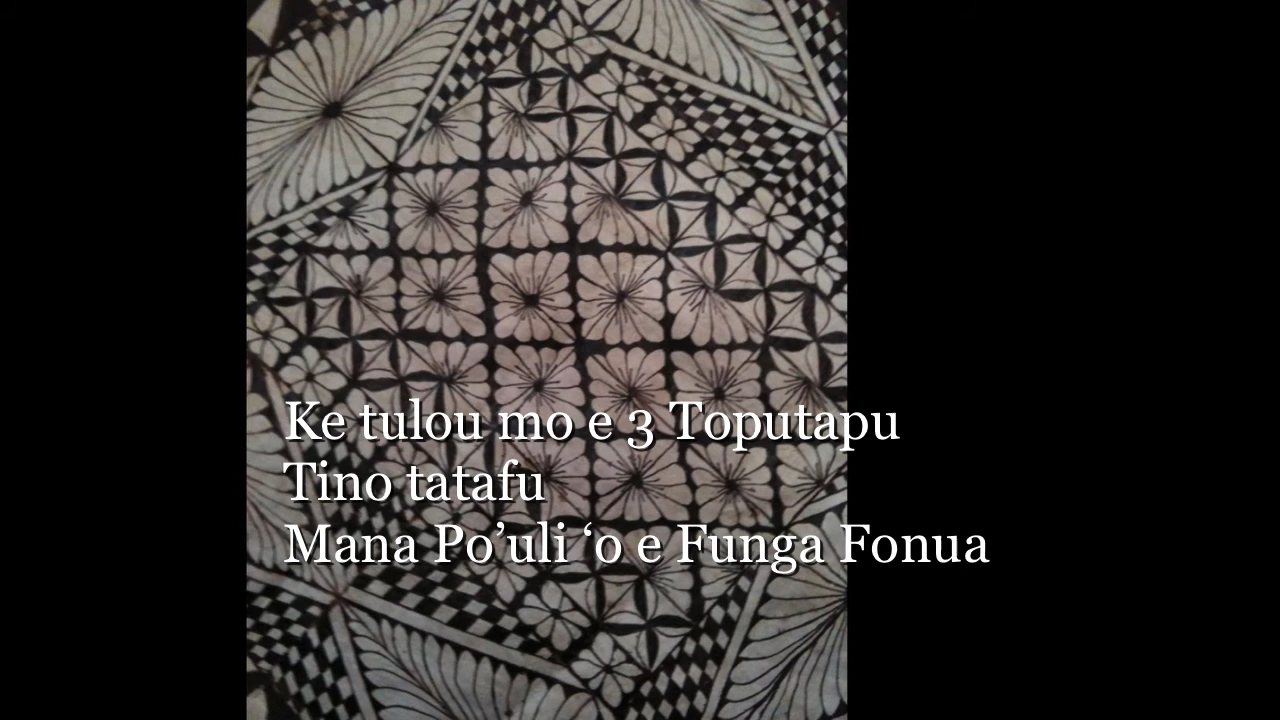 Ke tulou mo e 3 Toputapu
Tino tatafu
Mana Po’uli ‘o e Funga Fonua